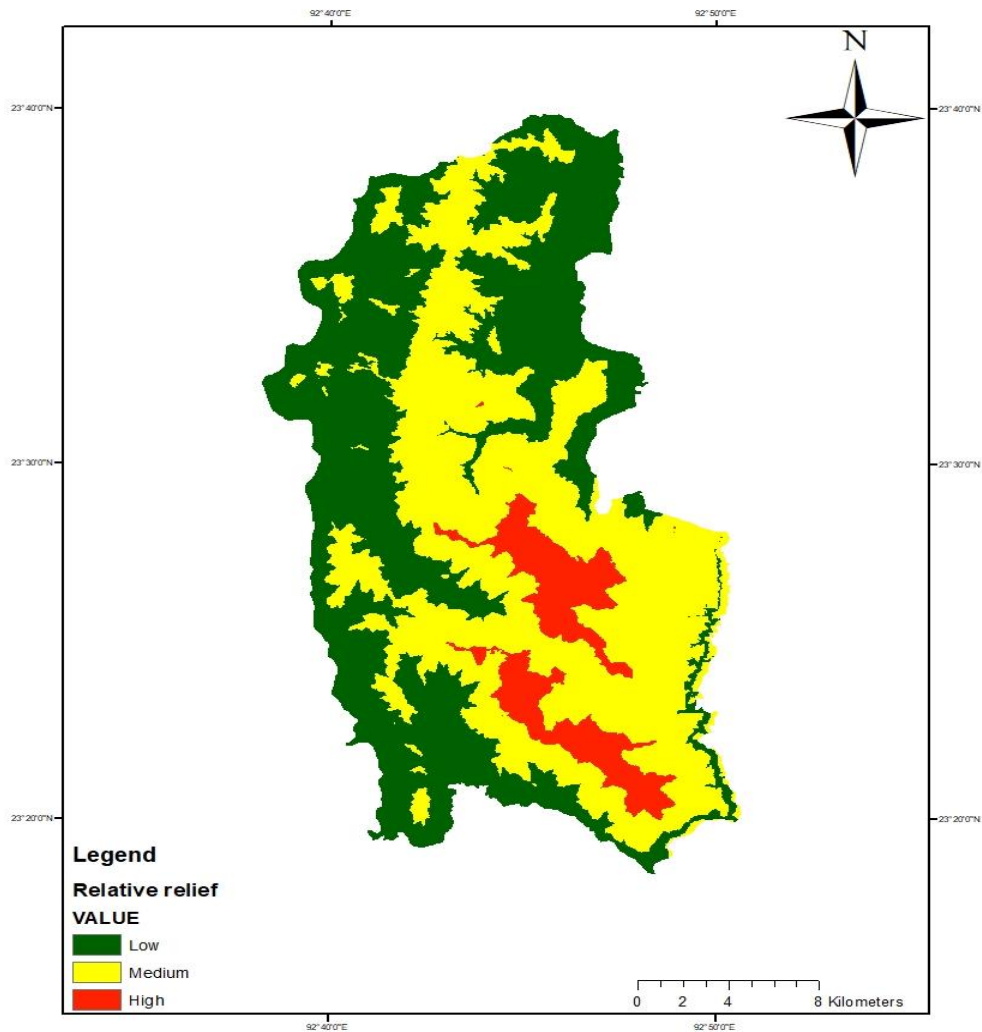 92°40'0"E 92°50'0"E
N
23°40'0"N 23°40'0"N
23°30'0"N 23°30'0"N
23°20'0"N 23°20'0"N
Legend
Relative relief
VALUE
Low
Medium
High
0 2 4 8 Kilometers
92°40'0"E 92°50'0"E